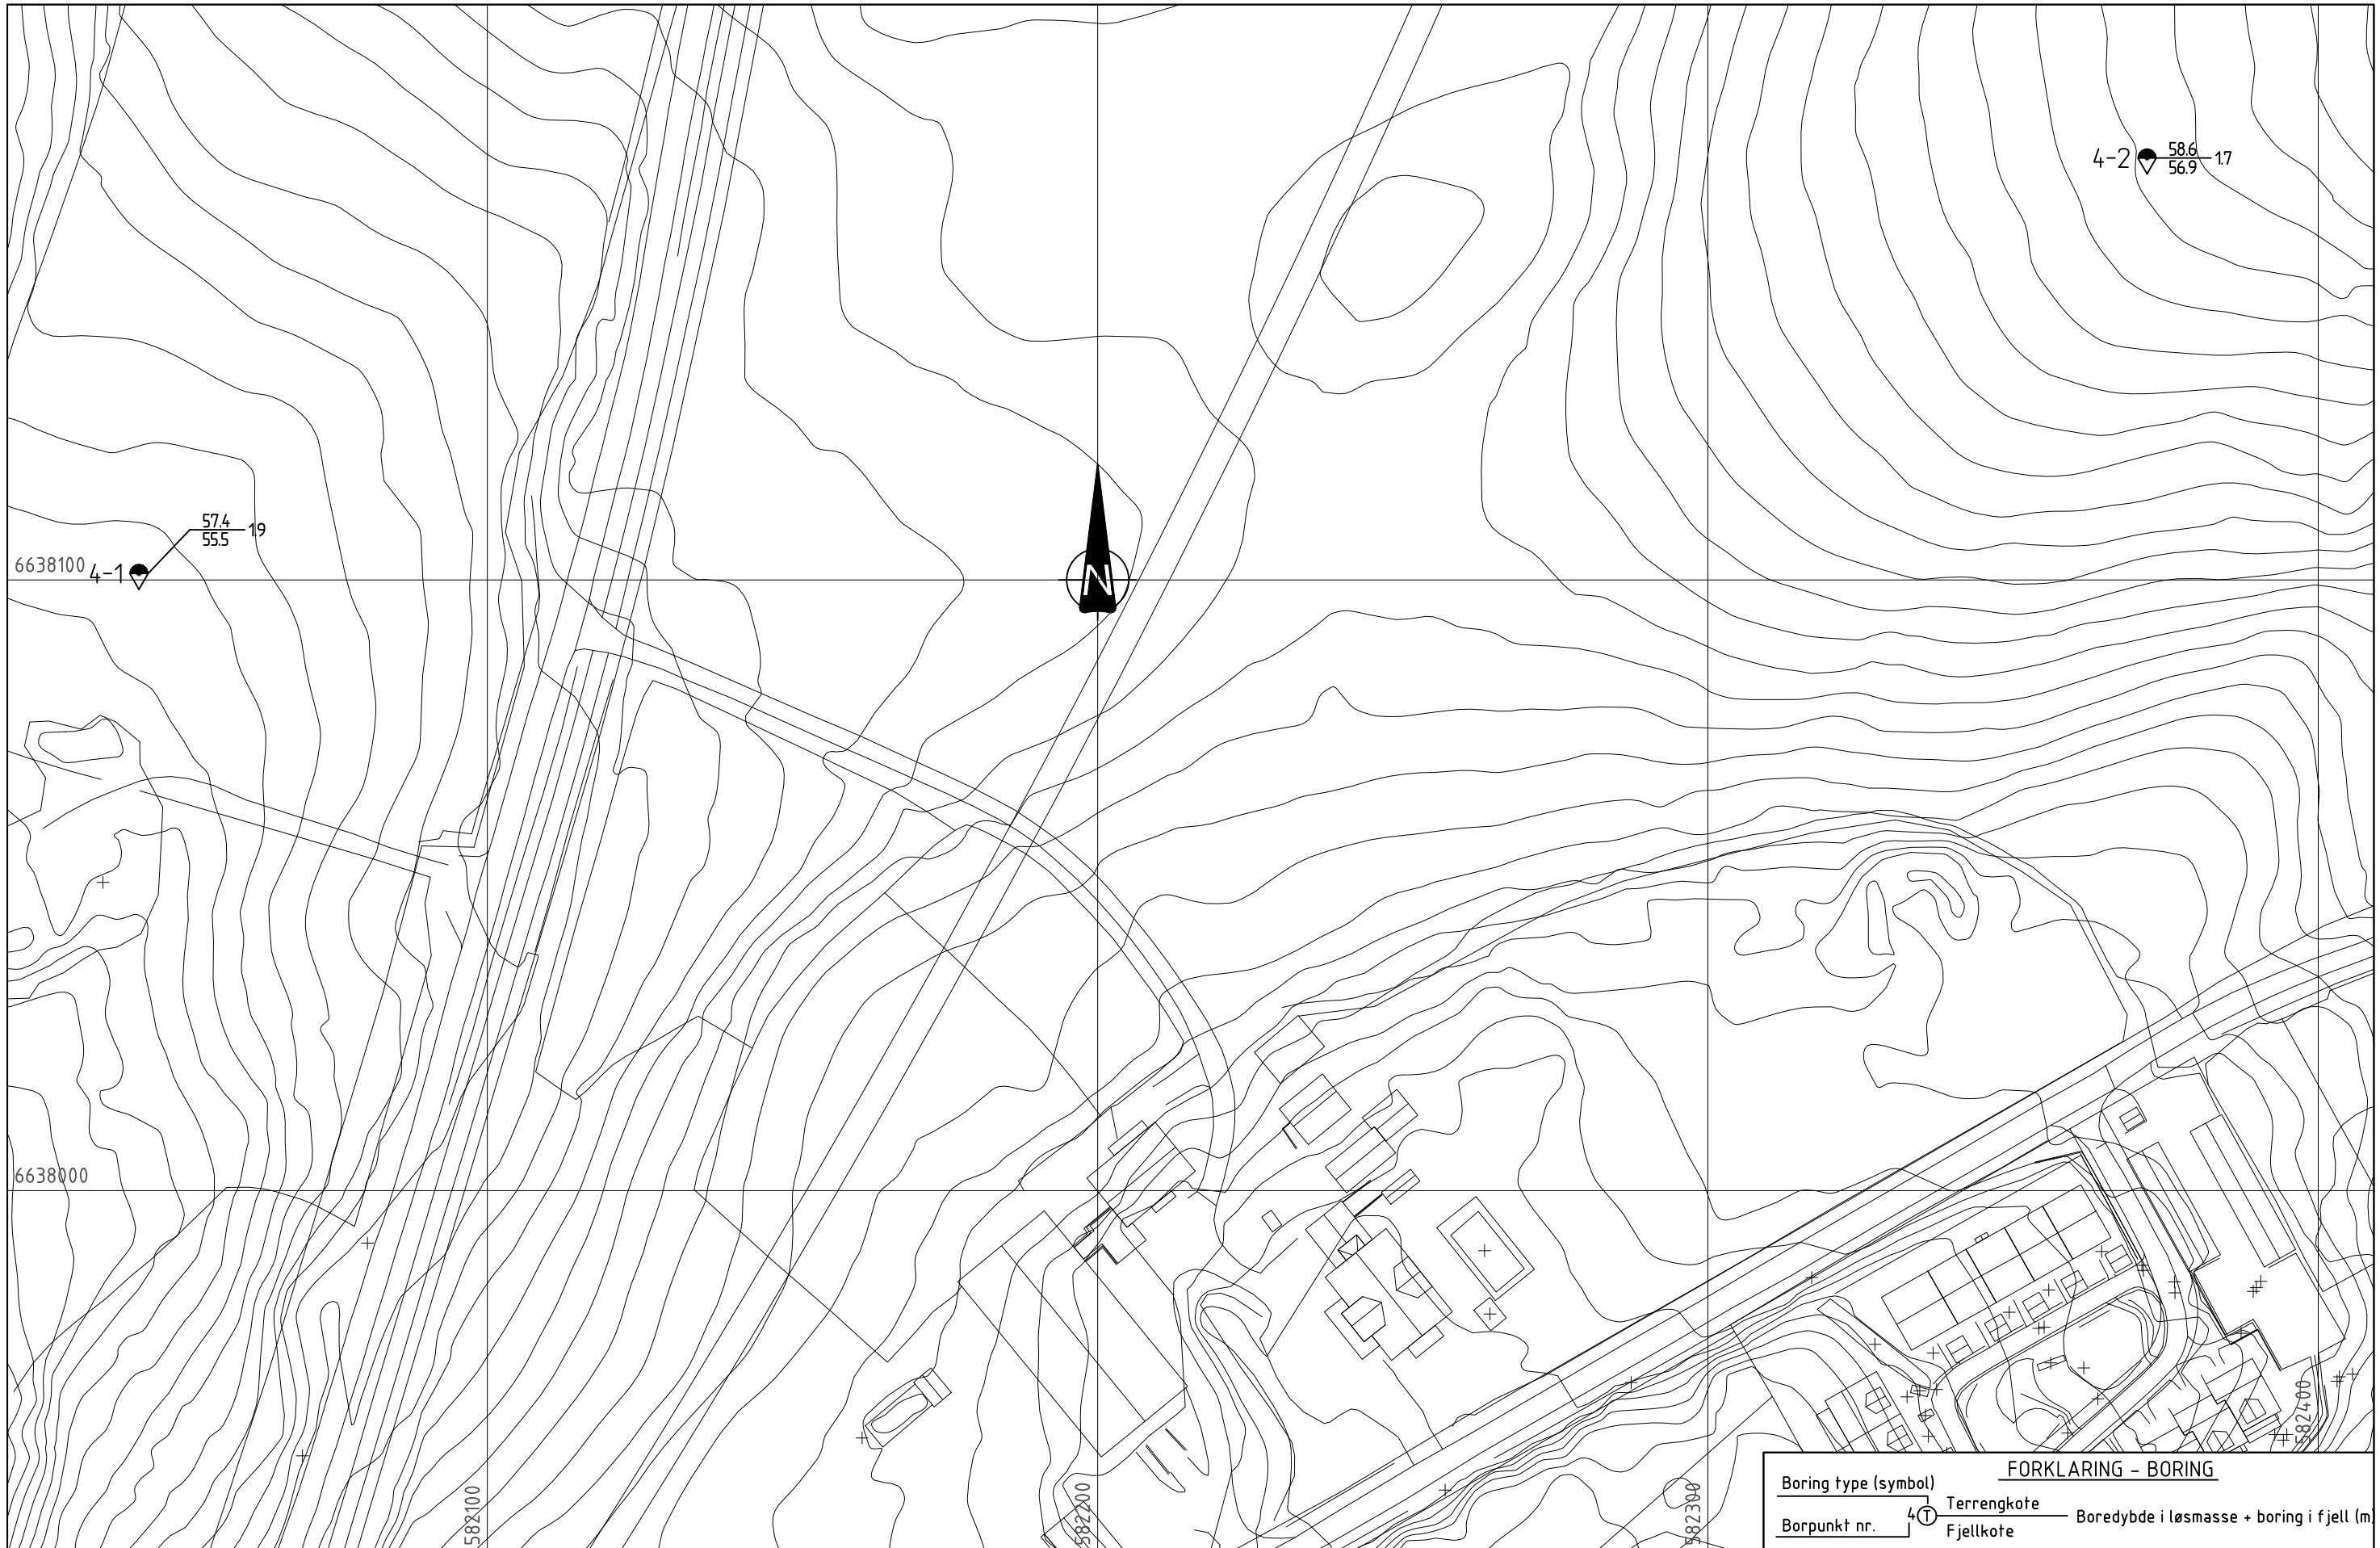 4-2 58.6 1.7
56.9
57.4 1.9
55.5
6638100
4-1
N
6638000
582100
582200
582300
582400
FORKLARING - BORING
Boring type (symbol)
4 T Terrengkote
Boredybde i løsmasse + boring i fjell (m
Borpunkt nr.
Fjellkote